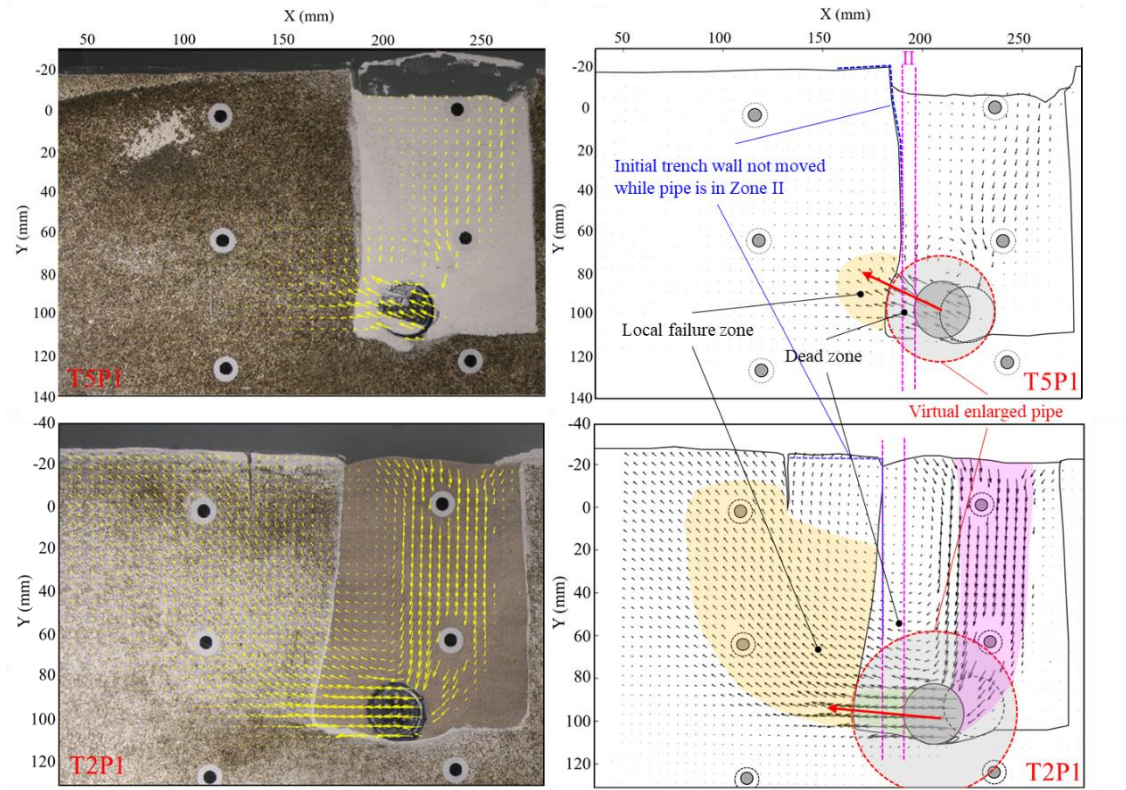 X (mm)
50 100 150 200 250
Y (mm)
-20
0
20
40
60
80
100
120
140
T5P1
X (mm)
50 100 150 200 250
II
Y (mm)
-20
0
20
40
60
80
100
120
140
Initial trench wall not moved
while pipe is in Zone II
Local failure zone
Dead zone
T5P1
Virtual enlarged pipe
Y (mm)
-40
-20
0
20
40
60
80
100
120
T2P1
Y (mm)
-40
-20
0
20
40
60
80
100
120
T2P1